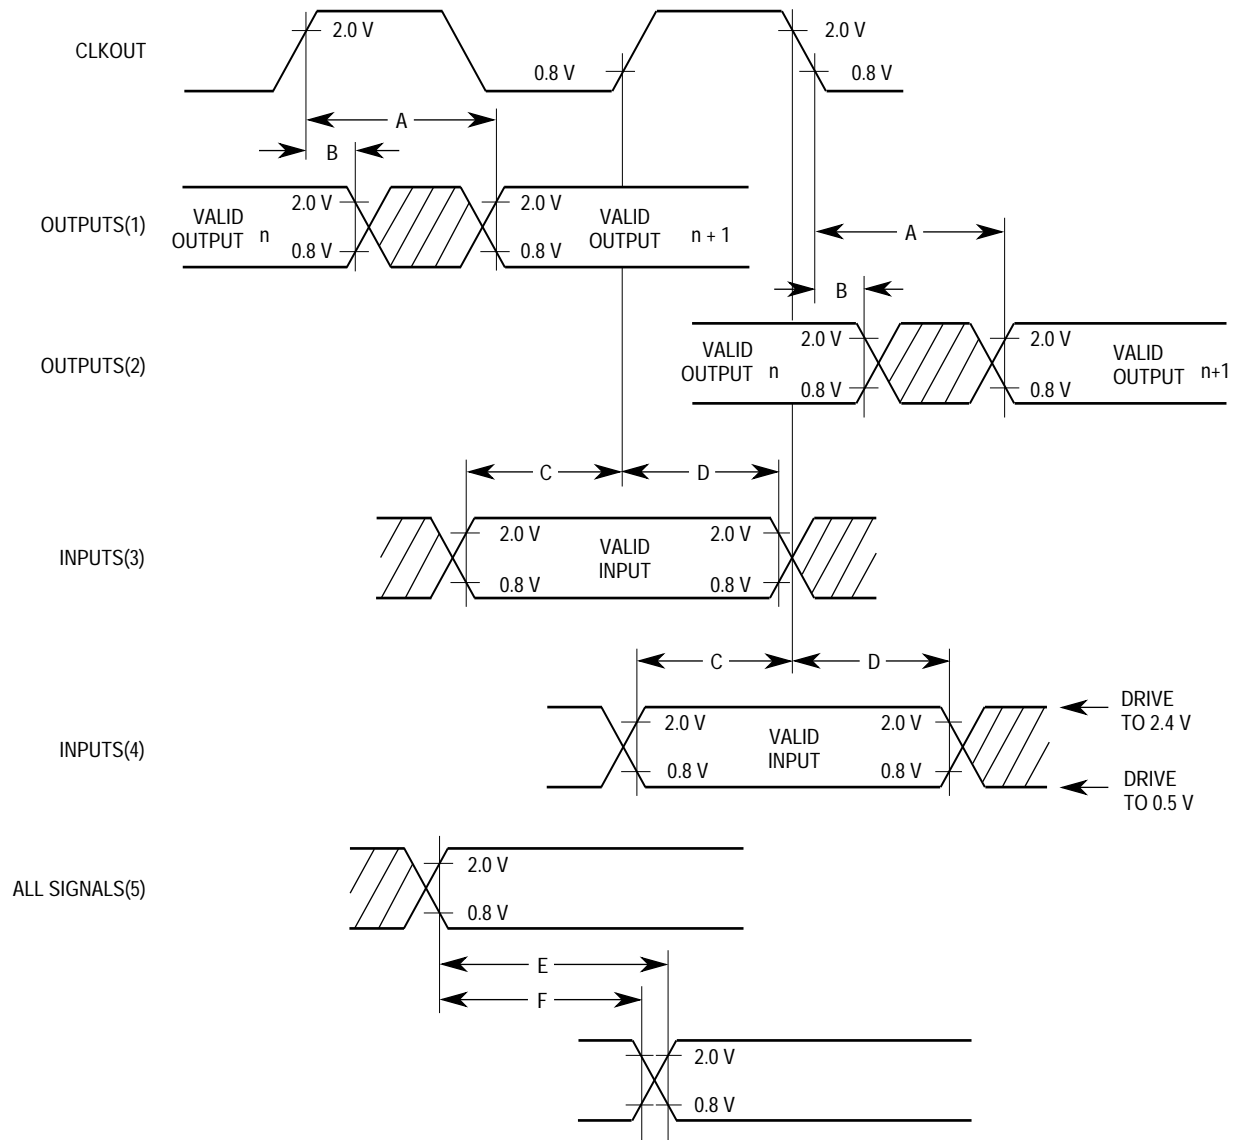 CLKOUT
2.0 V
0.8 V
2.0 V
0.8 V
A
B
OUTPUTS(1)
VALID
OUTPUT n
2.0 V
0.8 V
2.0 V
0.8 V
VALID
OUTPUT n + 1
A
B
OUTPUTS(2)
VALID
OUTPUT n
2.0 V
0.8 V
2.0 V
0.8 V
VALID
OUTPUT n+1
C
D
INPUTS(3)
2.0 V
0.8 V
VALID
INPUT
2.0 V
0.8 V
C
D
INPUTS(4)
2.0 V
0.8 V
VALID
INPUT
2.0 V
0.8 V
DRIVE
TO 2.4 V
DRIVE
TO 0.5 V
ALL SIGNALS(5)
2.0 V
0.8 V
E
F
2.0 V
0.8 V